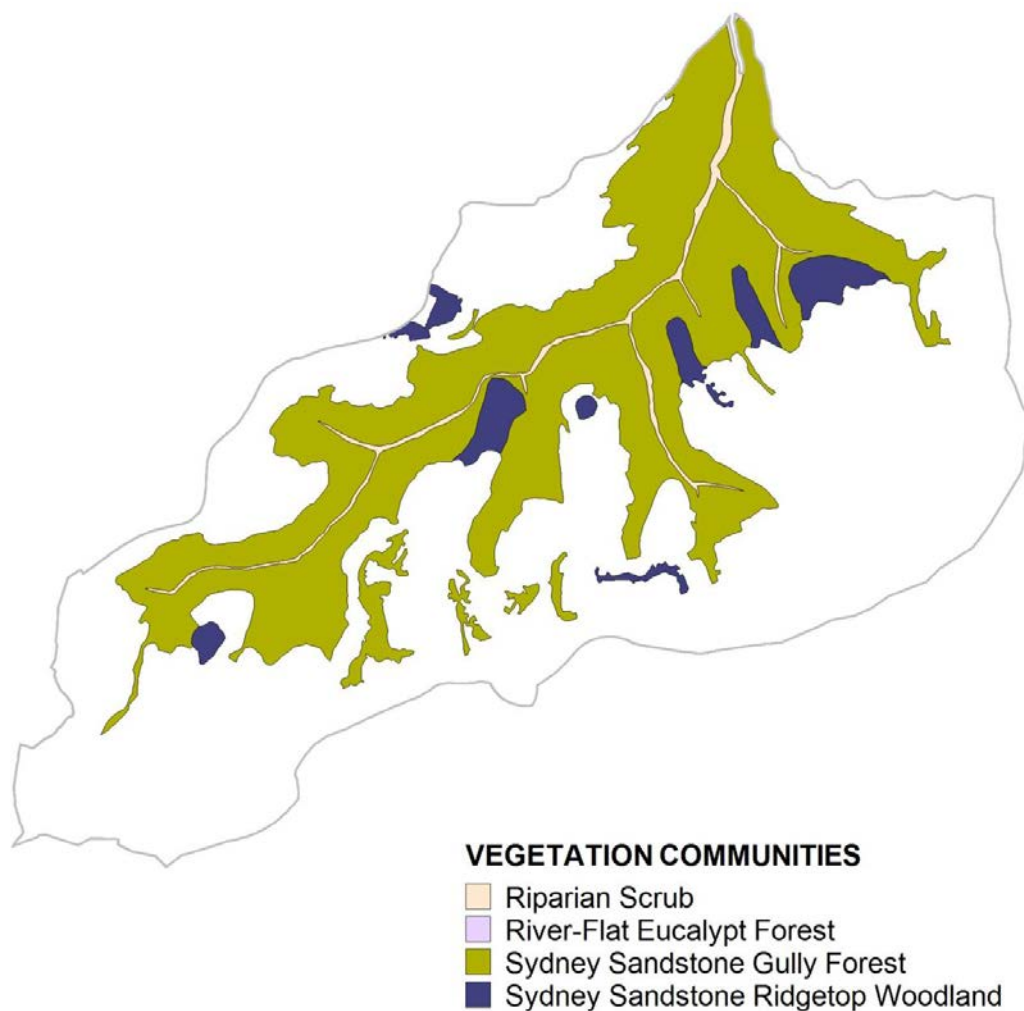 VEGETATION COMMUNITIES
Riparian Scrub
River-Flat Eucalypt Forest
Sydney Sandstone Gully Forest
Sydney Sandstone Ridgetop Woodland